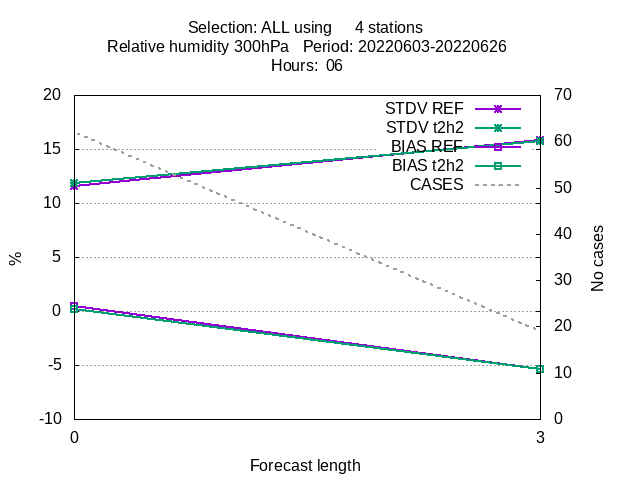 Selection: ALL using 4 stations
Relative humidity 300hPa Period: 20220603-20220626
Hours: 06
20
15
10
5
0
-5
-10
%
70
60
50
40
30
20
10
0
No cases
STDV REF
STDV t2h2
BIAS REF
BIAS t2h2
CASES
0
3
Forecast length